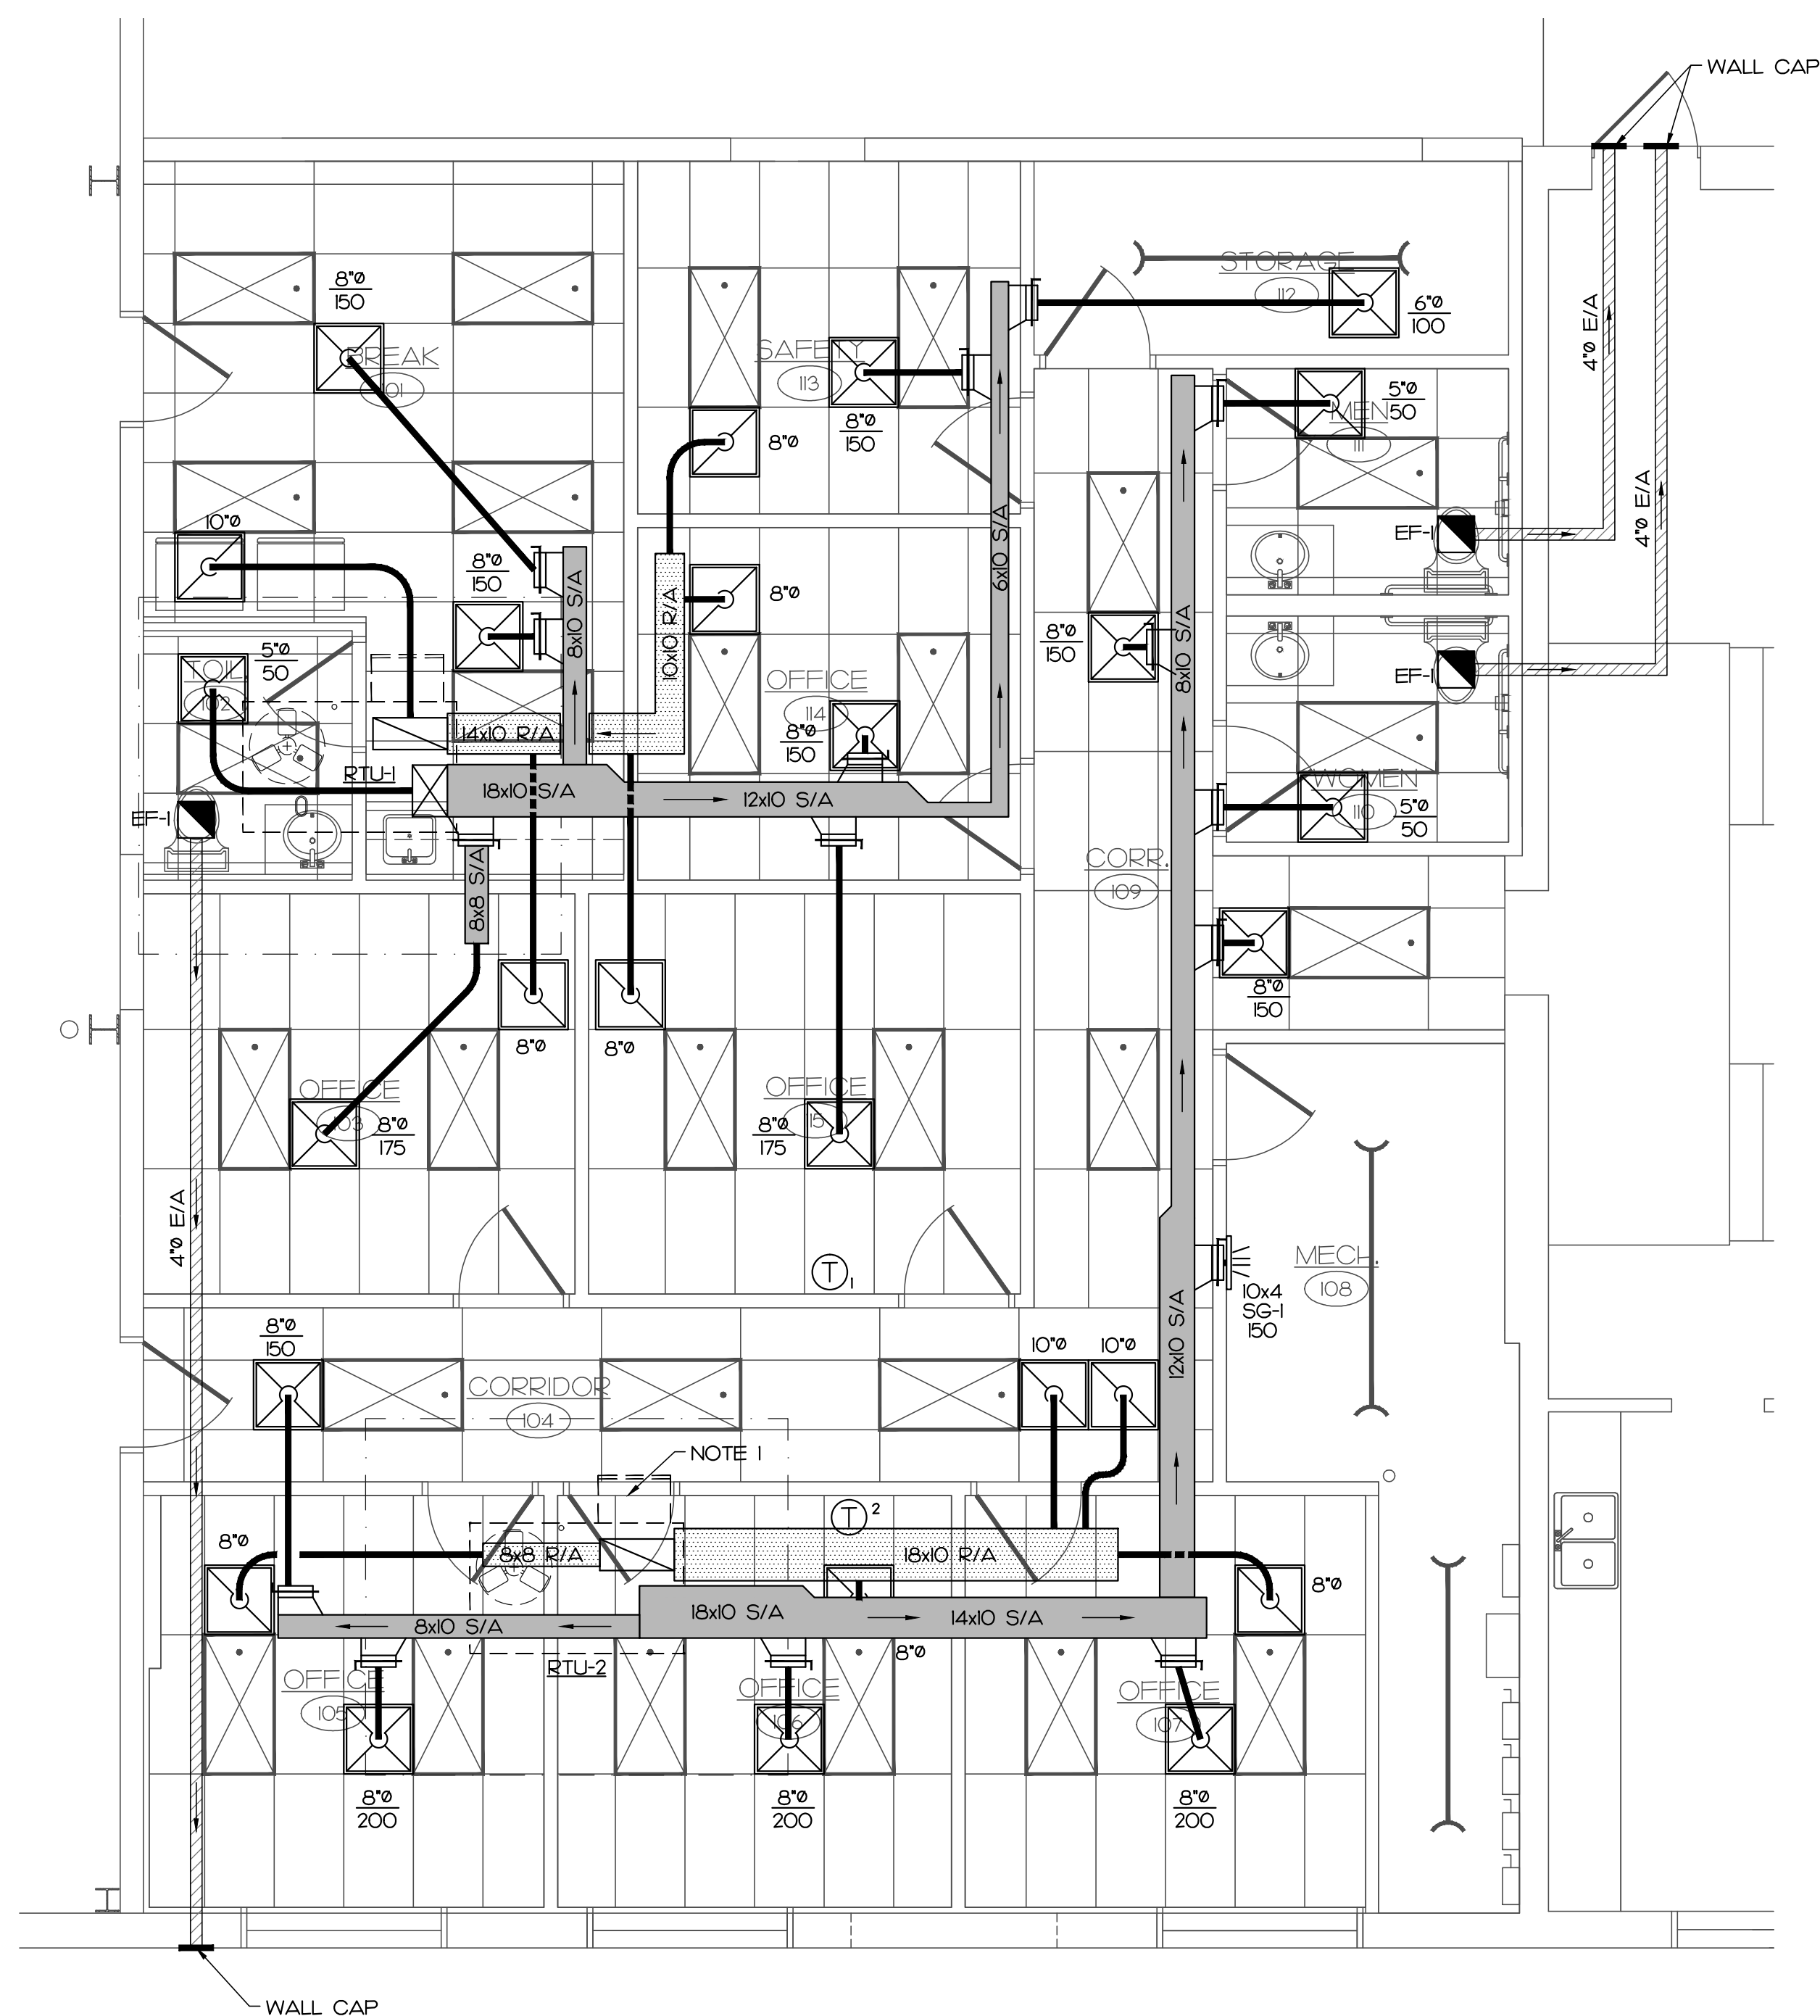 WALL CAP
8"Ø
150
STORAGE
112
6"Ø
100
4"Ø E/A
BREAK
101
SAFETY
113
8"Ø
150
8"Ø
5"Ø
50
MEN
111
10"Ø
8"Ø
150
8x10 S/A
10x10 R/A
8"Ø
6x10 S/A
EF-1
4"Ø E/A
TOIL.
102
5"Ø
50
OFFICE
114
8"Ø
150
8"Ø
150
8x10 S/A
EF-1
14x10 R/A
RTU-1
18x10 S/A
12x10 S/A
WOMEN
110
5"Ø
50
EF-1
8x8 S/A
CORR.
109
8"Ø
150
8"Ø
8"Ø
OFFICE
103
8"Ø
175
OFFICE
115
8"Ø
175
4"Ø E/A
T 1
MECH.
108
10x4
SG-1
150
12x10 S/A
8"Ø
150
10"Ø
10"Ø
CORRIDOR
104
NOTE 1
T 2
8"Ø
8x8 R/A
18x10 R/A
8"Ø
8x10 S/A
18x10 S/A
14x10 S/A
8"Ø
RTU-2
OFFICE
105
OFFICE
106
OFFICE
107
8"Ø
200
8"Ø
200
8"Ø
200
WALL CAP